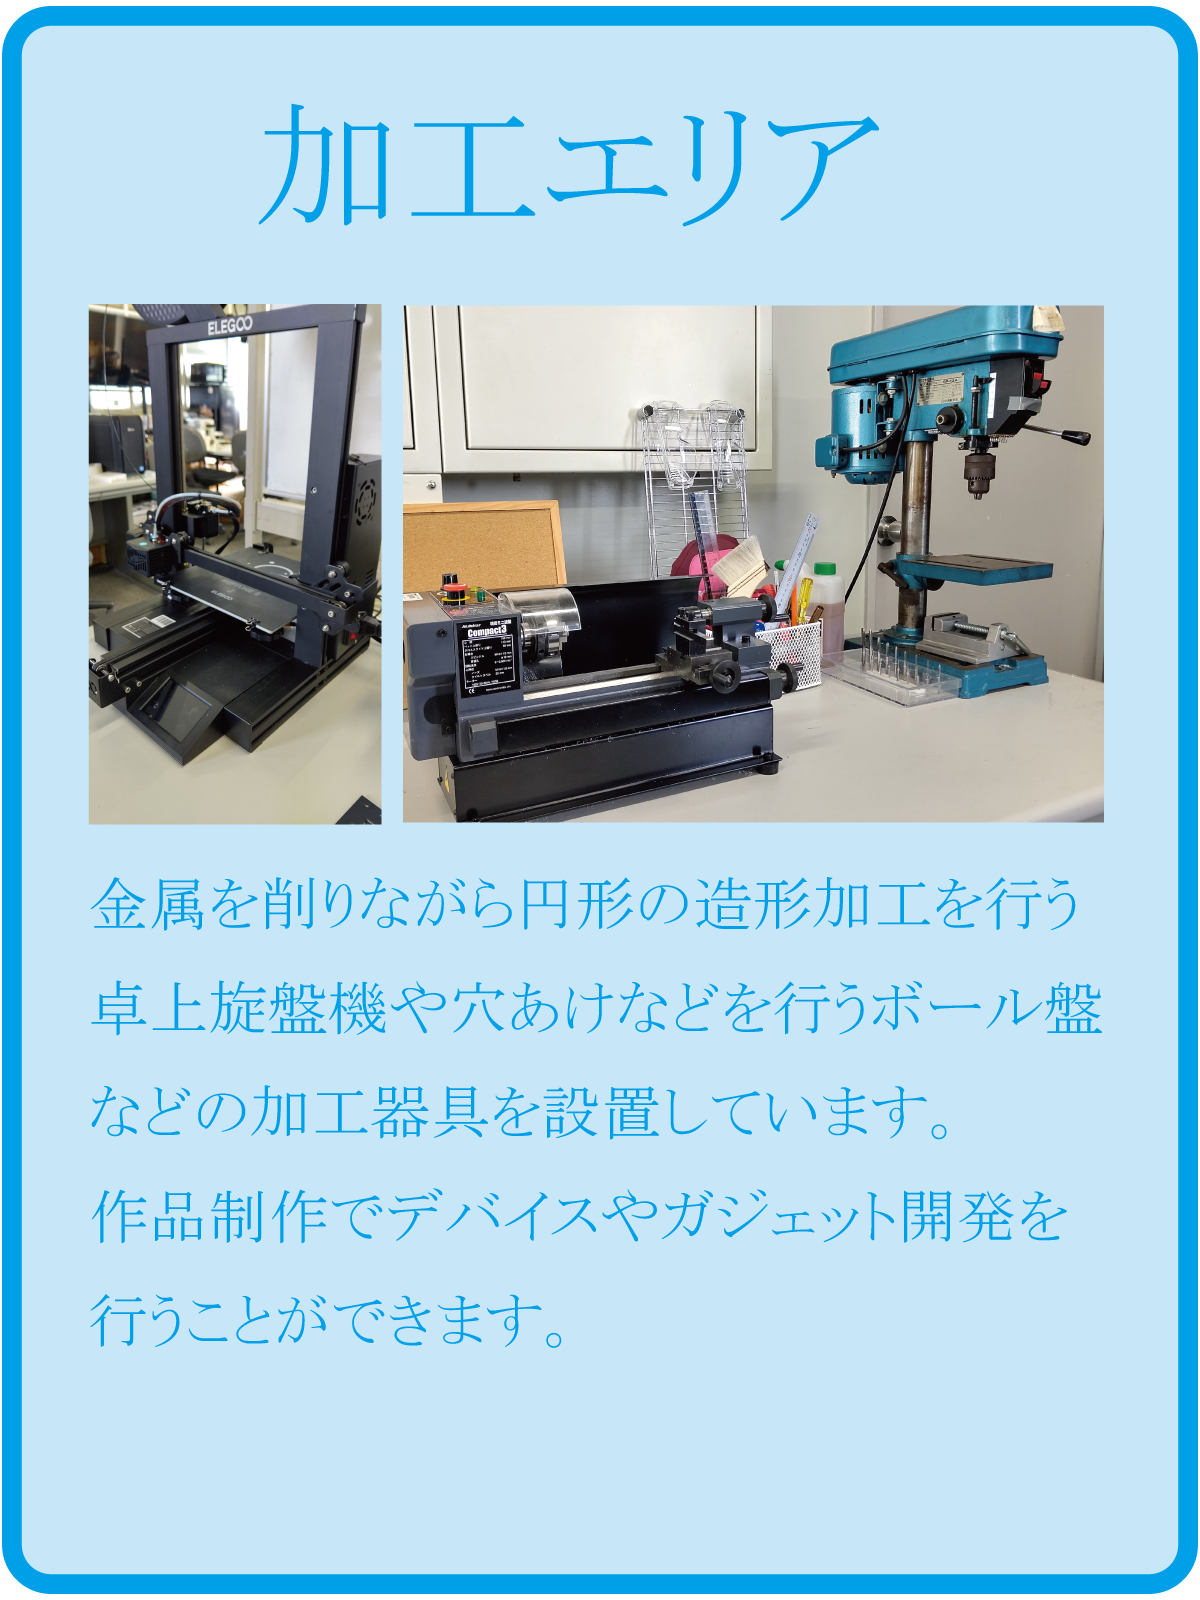 加工エリア
ELEGOO
ELEGOO
Compact3
金属を削りながら円形の造形加工を行う
卓上旋盤機や穴あけなどを行うボール盤
などの加工器具を設置しています。
作品制作でデバイスやガジェット開発を
行うことができます。